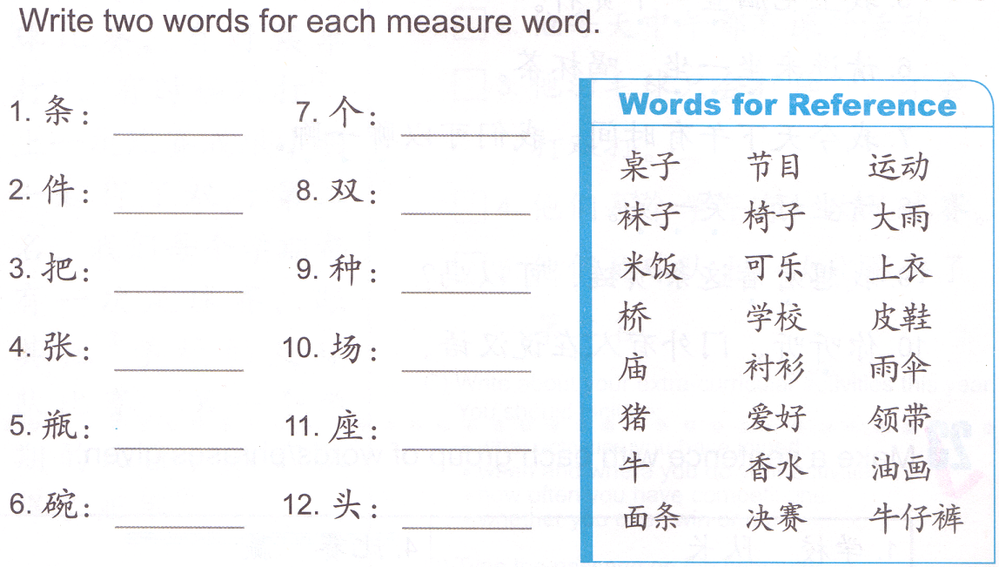 Write two words for each measure word.
1. 条：
2. 件：
3. 把：
4. 张：
5. 瓶：
6. 碗：
7. 个：
8. 双：
9. 种：
10. 场：
11. 座：
12. 头：
Words for Reference
桌子 节目 运动
袜子 椅子 大雨
米饭 可乐 上衣
桥 学校 皮鞋
庙 衬衫 雨伞
猪 爱好 领带
牛 香水 油画
面条 决赛 牛仔裤